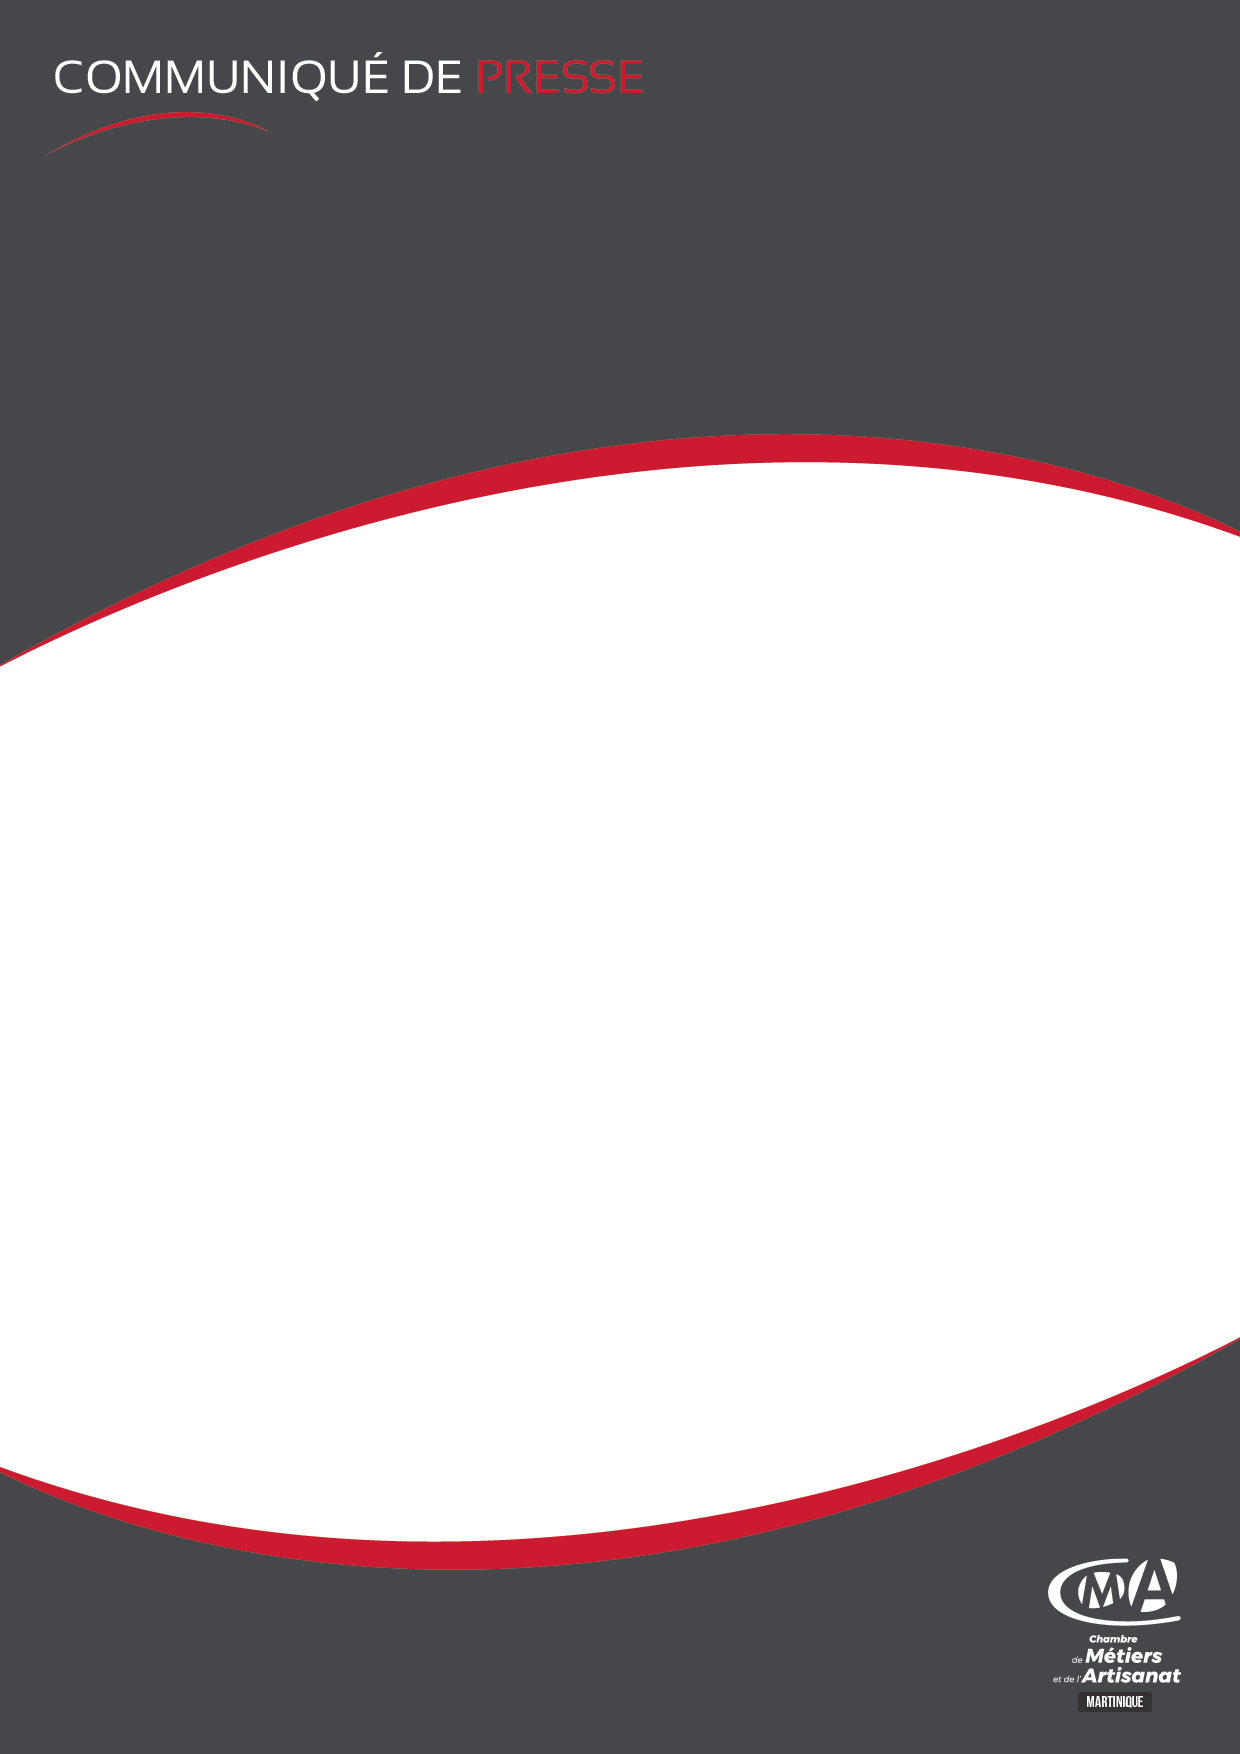 COMMUNIQUÉ DE PRESSE
CMA
Chambre
de Métiers
et de l'Artisanat
MARTINIQUE